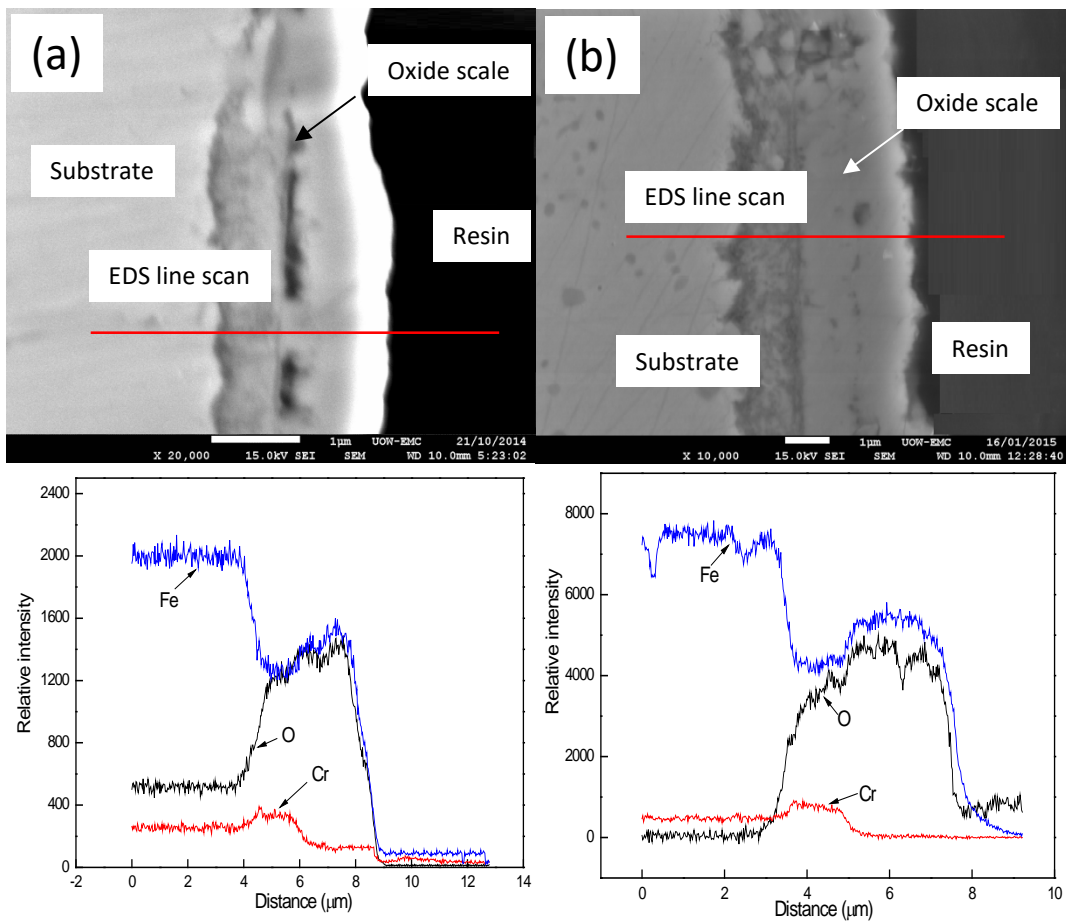 (a)
Oxide scale
Substrate
EDS line scan
Resin
1μm UOW-EMC 21/10/2014
X 20,000 15.0kV SEI SEM WD 10.0mm 5:23:02
(b)
Oxide scale
EDS line scan
Substrate
Resin
1μm UOW-EMC 16/01/2015
X 10,000 15.0kV SEI SEM WD 10.0mm 12:28:40
2400
2000
1600
1200
800
400
0
Relative intensity
Fe
O
Cr
-2 0 2 4 6 8 10 12 14
Distance (μm)
8000
6000
4000
2000
0
Relative intensity
Fe
O
Cr
0 2 4 6 8 10
Distance (μm)